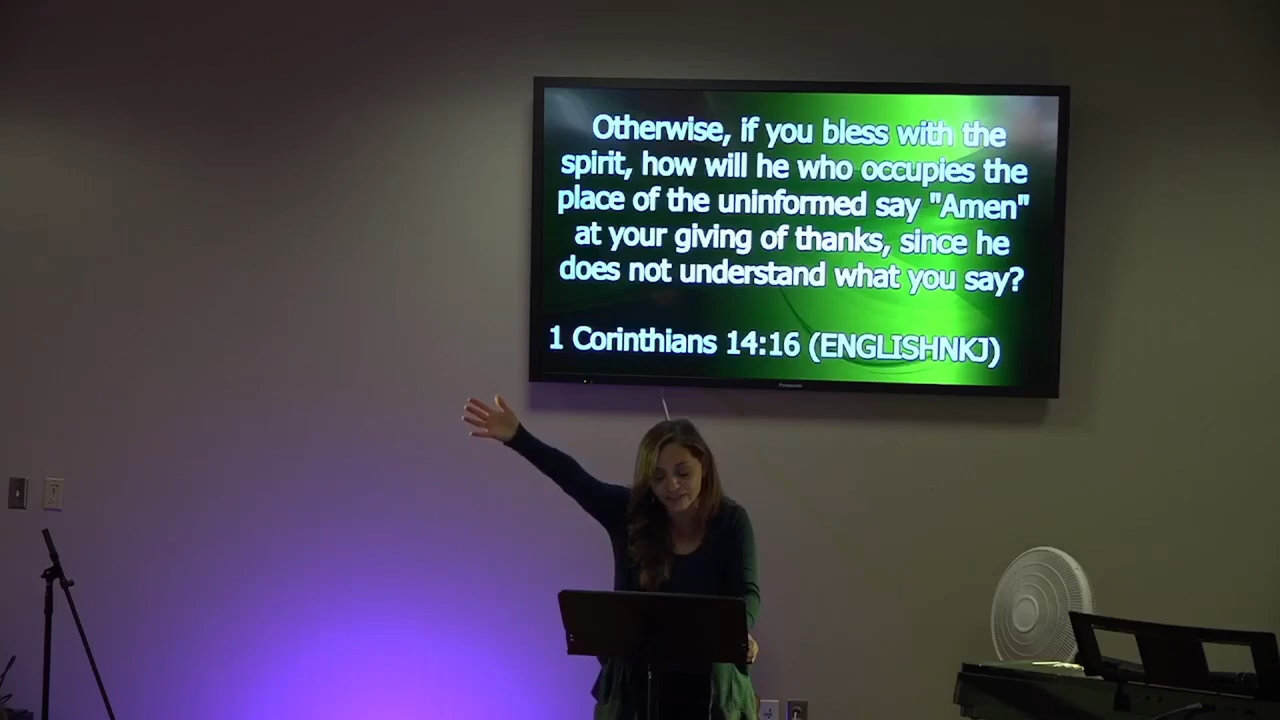 Otherwise, if you bless with the
spirit, how will he who occupies the
place of the uninformed say "Amen"
at your giving of thanks, since he
does not understand what you say?
1 Corinthians 14:16 (ENGLISHNKJ)
Panasonic